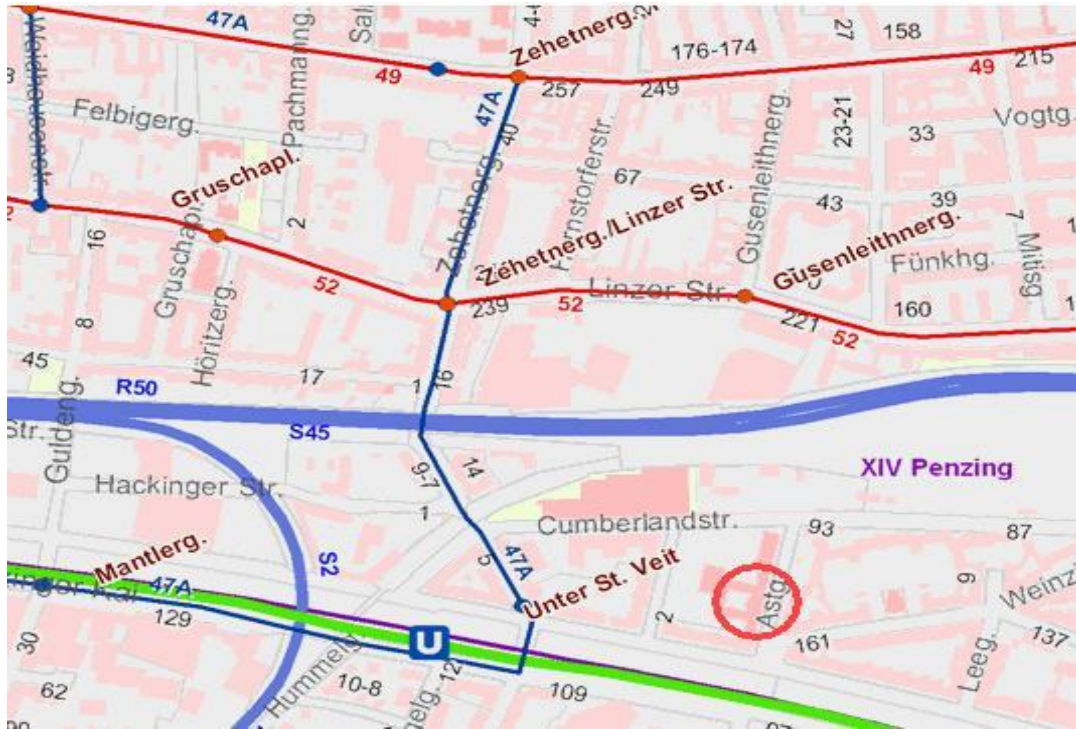 47A
Zehetnerg.
176-174
27
158
215
49
49
257
249
47A
40
Pachmanng.
Felbigerg.
Gusenleithnerg.
23-21
33
Vogtg.
Gruschapl.
67
43
39
7
2
Zehetnerg.
Zehetnerg./Linzer Str.
Gusenleithnerg.
Fünkhg.
16
Gruschapl.
Höritzerg.
52
239
52
Linzer Str.
221
160
52
8
45
17
1
16
R50
S45
Guldeng.
Str.
9-7
14
XIV Penzing
Hackinger Str.
1
Cumberlandstr.
93
87
Mantlerg.
47A
S2
5
47A
Unter St. Veit
2
Astg.
6
129
U
161
137
Leeg.
30
Hummelg.
12
62
10-8
109